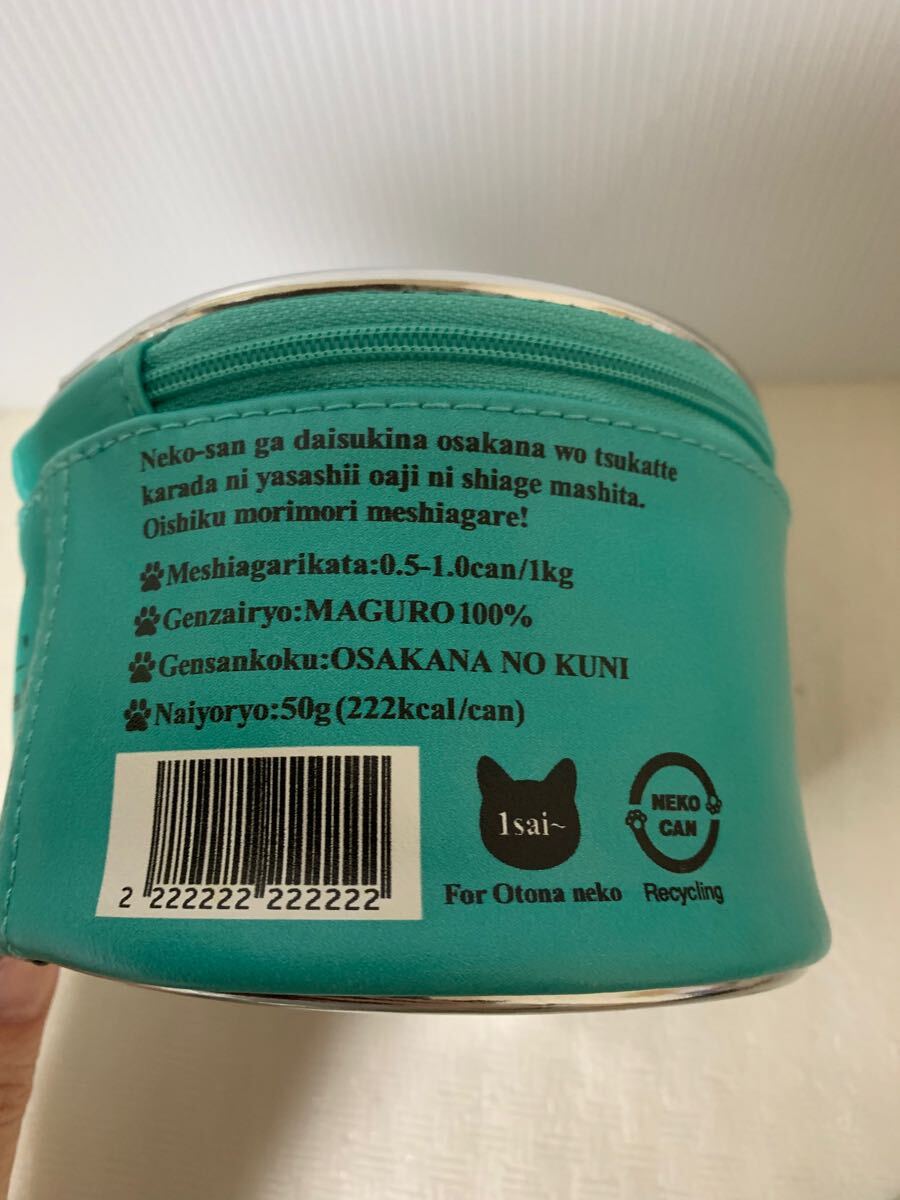 Neko-san ga daisukina osakana wo tsukatte
karada ni yasashii oaji ni shiage mashita.
Oishiku morimori meshiagare!
Meshiagarikata:0.5-1.0can/1kg
Genzairyo:MAGURO 100%
Gensankoku:OSAKANA NO KUNI
Naiyoryo:50g(222kcal/can)
2 222222 222222
1sai~
For Otona neko
NEKO
CAN
Recycling